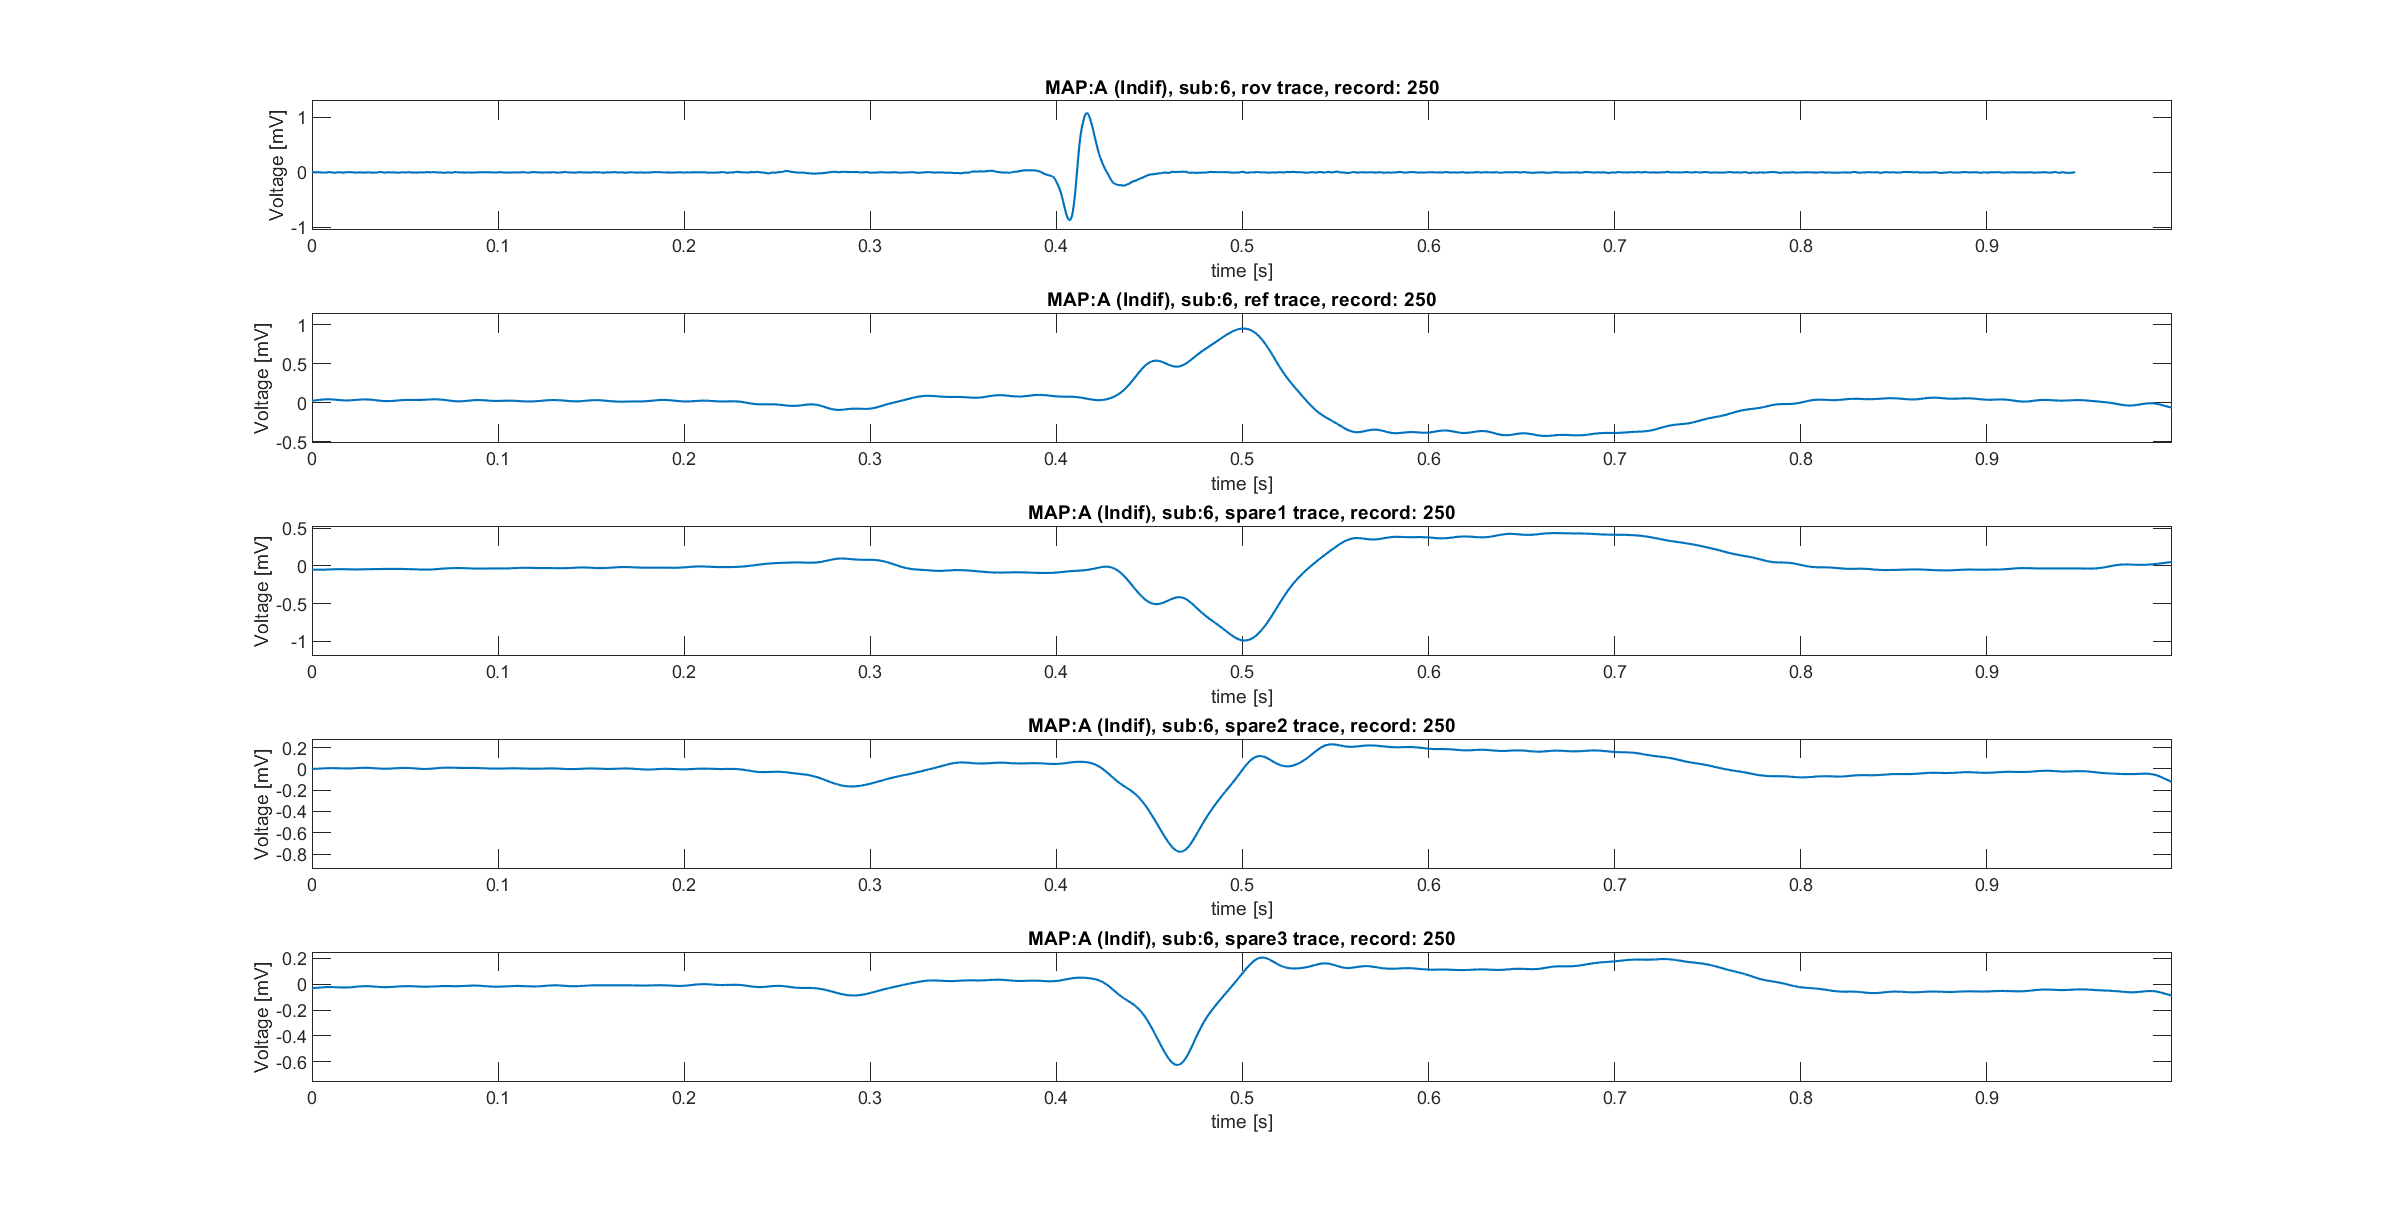 MAP:A (Indif), sub:6, rov trace, record: 250
Voltage [mV]
1
0
-1
0 0.1 0.2 0.3 0.4 0.5 0.6 0.7 0.8 0.9
time [s]
MAP:A (Indif), sub:6, ref trace, record: 250
Voltage [mV]
1
0.5
0
-0.5
0 0.1 0.2 0.3 0.4 0.5 0.6 0.7 0.8 0.9
time [s]
MAP:A (Indif), sub:6, spare1 trace, record: 250
Voltage [mV]
0.5
0
-0.5
-1
0 0.1 0.2 0.3 0.4 0.5 0.6 0.7 0.8 0.9
time [s]
MAP:A (Indif), sub:6, spare2 trace, record: 250
Voltage [mV]
0.2
0
-0.2
-0.4
-0.6
-0.8
0 0.1 0.2 0.3 0.4 0.5 0.6 0.7 0.8 0.9
time [s]
MAP:A (Indif), sub:6, spare3 trace, record: 250
Voltage [mV]
0.2
0
-0.2
-0.4
-0.6
0 0.1 0.2 0.3 0.4 0.5 0.6 0.7 0.8 0.9
time [s]